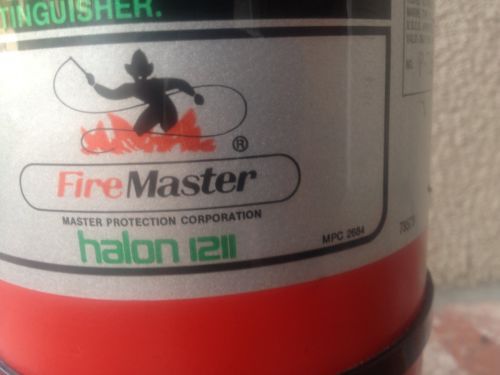 TINGUISHER.
®
FireMaster
MASTER PROTECTION CORPORATION
halon 1211
MPC 2684